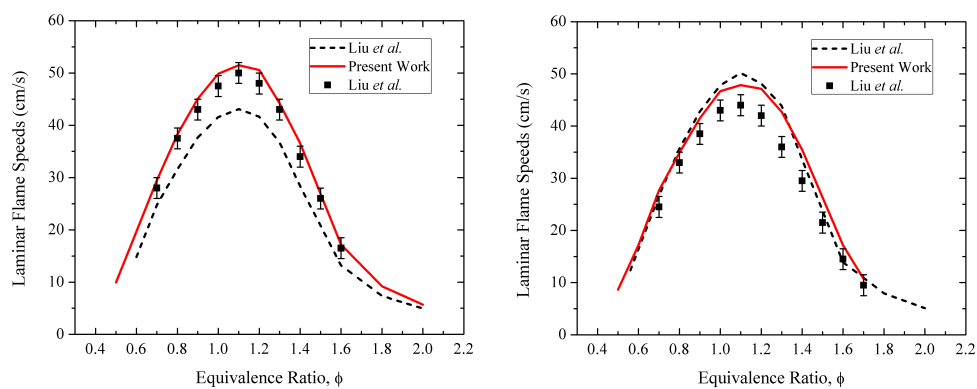 60
50
40
30
20
10
0
Laminar Flame Speeds (cm/s)
Liu et al.
Present Work
Liu et al.
0.4 0.6 0.8 1.0 1.2 1.4 1.6 1.8 2.0 2.2
Equivalence Ratio, ϕ
60
50
40
30
20
10
0
Laminar Flame Speeds (cm/s)
Liu et al.
Present Work
Liu et al.
0.4 0.6 0.8 1.0 1.2 1.4 1.6 1.8 2.0 2.2
Equivalence Ratio, ϕ